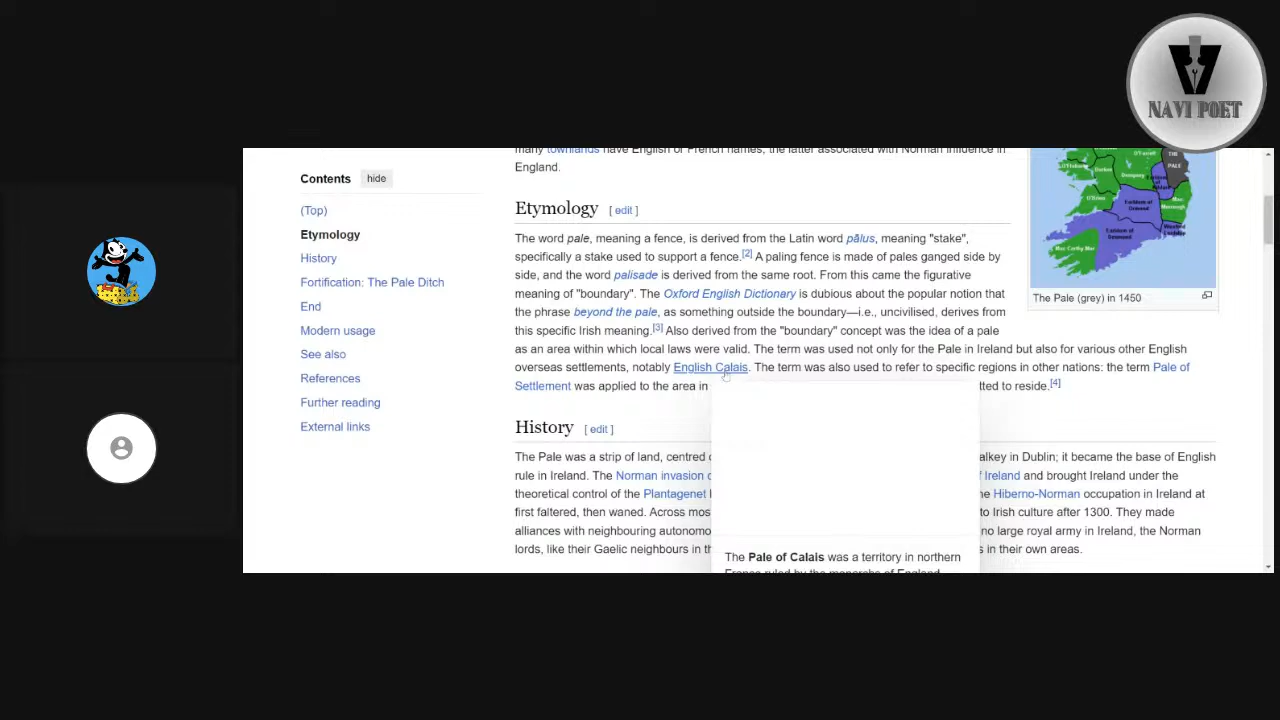 NAVI POET
many townlands have English or French names, the latter associated with Norman influence in
England.
Contents hide
(Top)
Etymology
History
Fortification: The Pale Ditch
End
Modern usage
See also
References
Further reading
External links
Etymology [ edit ]
The word pale, meaning a fence, is derived from the Latin word pālus, meaning "stake",
specifically a stake used to support a fence.[2] A paling fence is made of pales ganged side by
side, and the word palisade is derived from the same root. From this came the figurative
meaning of "boundary". The Oxford English Dictionary is dubious about the popular notion that
the phrase beyond the pale, as something outside the boundary—i.e., uncivilised, derives from
this specific Irish meaning.[3] Also derived from the "boundary" concept was the idea of a pale
as an area within which local laws were valid. The term was used not only for the Pale in Ireland but also for various other English
overseas settlements, notably English Calais. The term was also used to refer to specific regions in other nations: the term Pale of
Settlement was applied to the area in tted to reside.[4]
THE
PALE
The Pale (grey) in 1450
History [ edit ]
The Pale was a strip of land, centred alkey in Dublin; it became the base of English
rule in Ireland. The Norman invasion of Ireland and brought Ireland under the
theoretical control of the Plantagenet Hiberno-Norman occupation in Ireland at
first faltered, then waned. Across to Irish culture after 1300. They made
alliances with neighbouring no large royal army in Ireland, the Norman
lords, like their Gaelic neighbours in s in their own areas.
The Pale of Calais was a territory in northern
France ruled by the monarchs of England